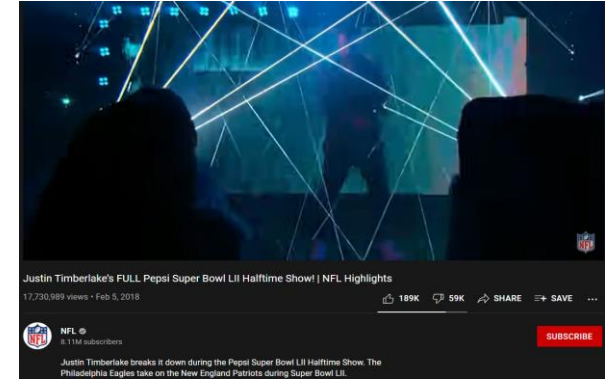 NFL
Justin Timberlake's FULL Pepsi Super Bowl LII Halftime Show! | NFL Highlights
17,730,989 views • Feb 5, 2018
189K 59K SHARE SAVE ...
NFL
NFL
8.11M subscribers
SUBSCRIBE
Justin Timberlake breaks it down during the Pepsi Super Bowl LII Halftime Show. The
Philadelphia Eagles take on the New England Patriots during Super Bowl LII.